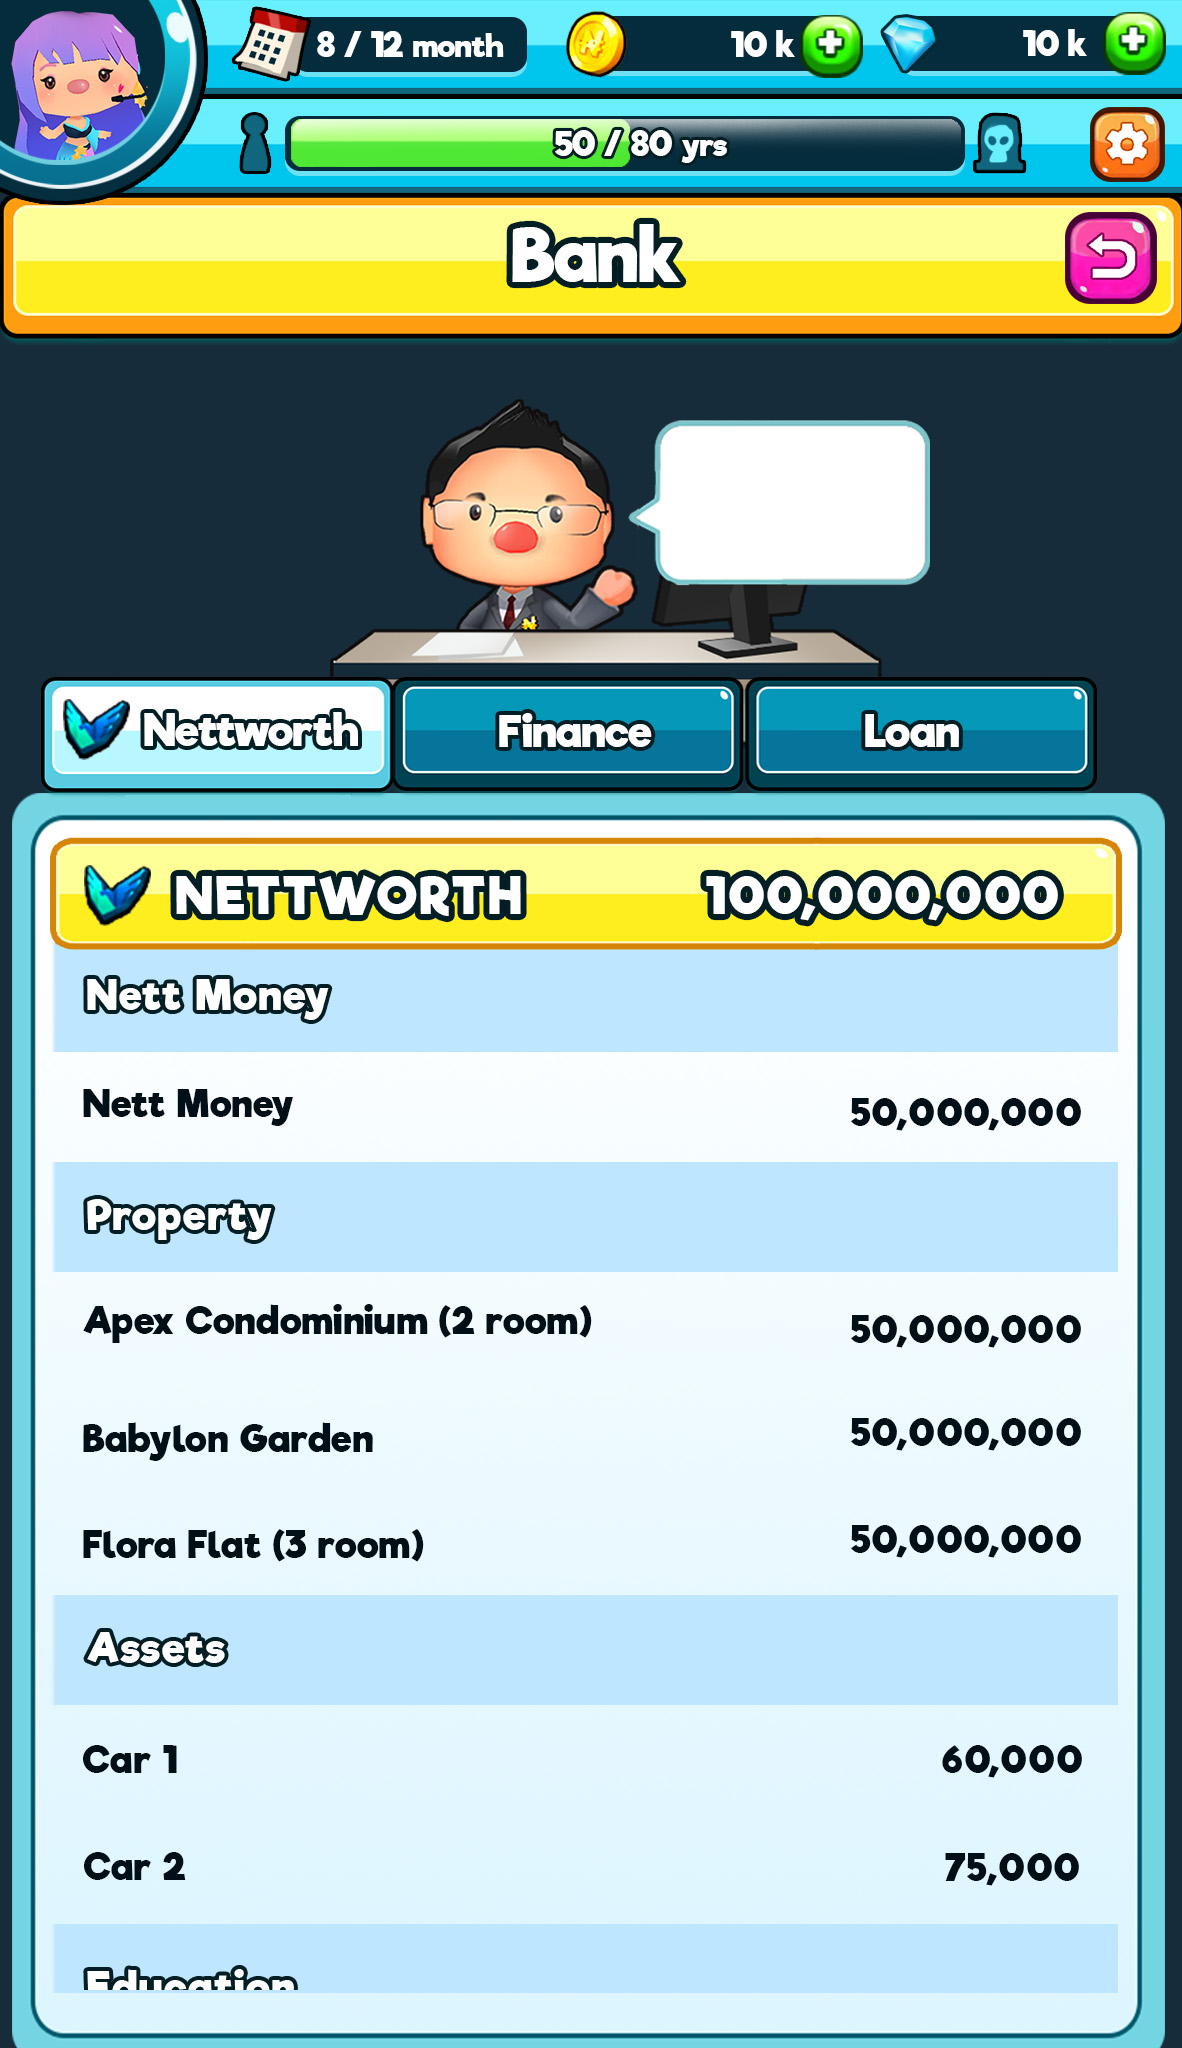 8 / 12 month
10 k
10 k
50 / 80 yrs
Bank
Nettworth
Finance
Loan
NETTWORTH 100,000,000
Nett Money
Nett Money 50,000,000
Property
Apex Condominium (2 room) 50,000,000
Babylon Garden 50,000,000
Flora Flat (3 room) 50,000,000
Assets
Car 1 60,000
Car 2 75,000
Education